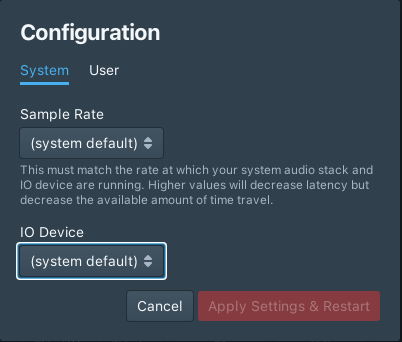 Configuration
System User
Sample Rate
(system default)
This must match the rate at which your system audio stack and
IO device are running. Higher values will decrease latency but
decrease the available amount of time travel.
IO Device
(system default)
Cancel Apply Settings & Restart